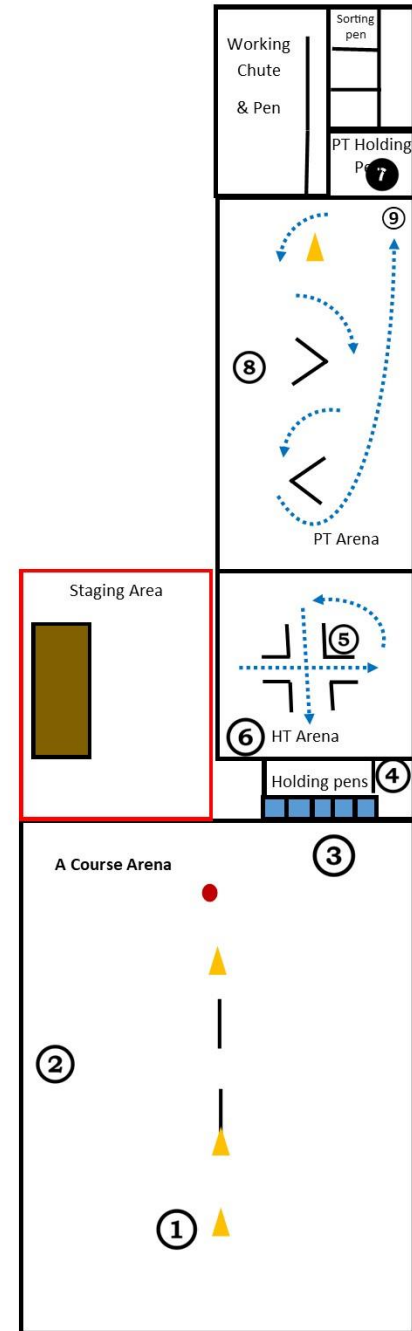 Working
Chute
& Pen
Sorting
pen
PT Holding
7
9
8
PT Arena
Staging Area
5
6
HT Arena
Holding pens
4
3
A Course Arena
2
1